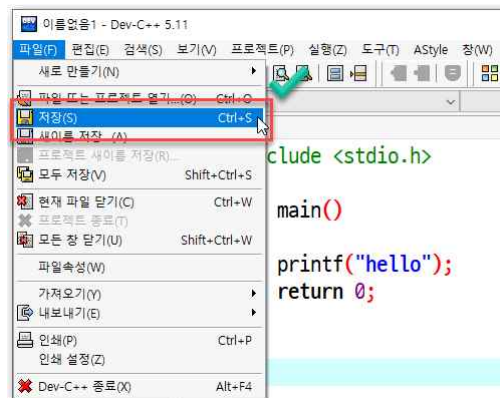 이름없음1 - Dev-C++ 5.11
파일(F) 편집(E) 검색(S) 보기(V) 프로젝트(P) 실행(Z) 도구(T) AStyle 창(W)
새로 만들기(N)
파일 또는 프로젝트 열기...(O) Ctrl+O
저장(S) Ctrl+S
새이름 저장 (A)
프로젝트 새이름 저장(R)...
모두 저장(V) Shift+Ctrl+S
현재 파일 닫기(C) Ctrl+W
프로젝트 종료(T)
모든 창 닫기(U) Shift+Ctrl+W
파일속성(W)
가져오기(Y)
내보내기(E)
인쇄(P) Ctrl+P
인쇄 설정(Z)
Dev-C++ 종료(X) Alt+F4
clude <stdio.h>
main()
printf("hello");
return 0;